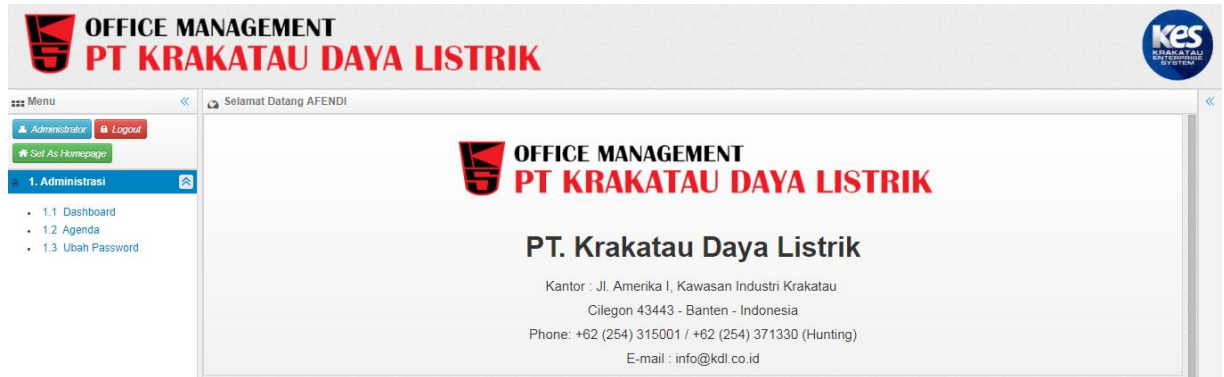 OFFICE MANAGEMENT
PT KRAKATAU DAYA LISTRIK
Kes
KRAKATAU
ENTERPRISE
SYSTEM
Menu
Selamat Datang AFENDI
Administrator
Logout
Set As Homepage
1. Administrasi
1.1 Dashboard
1.2 Agenda
1.3 Ubah Password
OFFICE MANAGEMENT
PT KRAKATAU DAYA LISTRIK
PT. Krakatau Daya Listrik
Kantor : Jl. Amerika I, Kawasan Industri Krakatau
Cilegon 43443 - Banten - Indonesia
Phone: +62 (254) 315001 / +62 (254) 371330 (Hunting)
E-mail : info@kdl.co.id